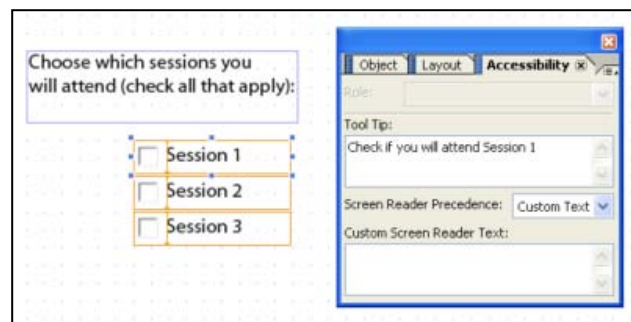 Choose which sessions you
will attend (check all that apply):
Session 1
Session 2
Session 3
Object Layout Accessibility
Role:
Tool Tip:
Check if you will attend Session 1
Screen Reader Precedence: Custom Text
Custom Screen Reader Text: